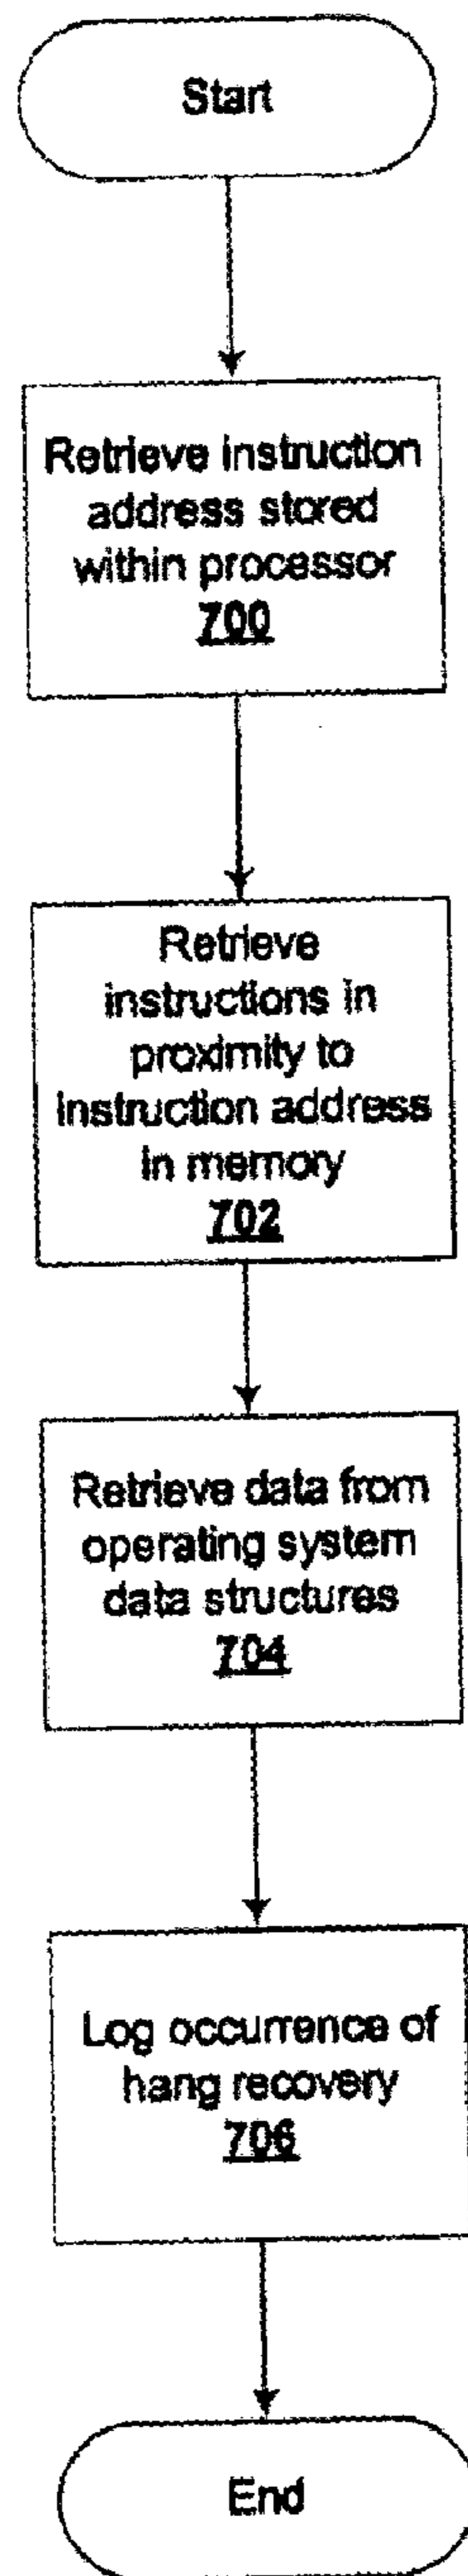 Start
Retrieve instruction
address stored
within processor
700
Retrieve
instructions in
proximity to
instruction address
in memory
702
Retrieve data from
operating system
data structures
704
Log occurrence of
hang recovery
706
End